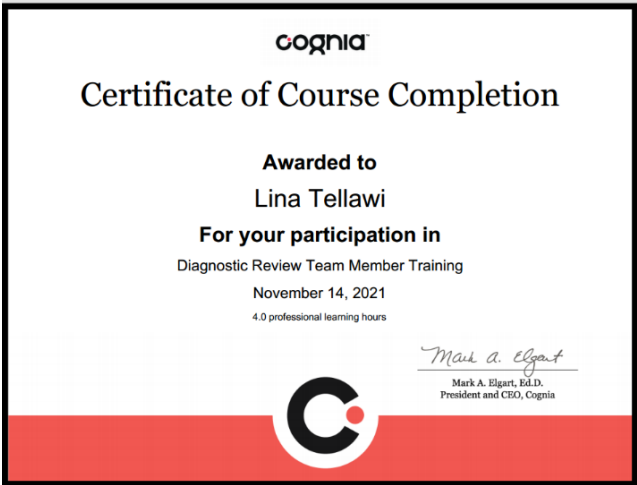 cognia
Certificate of Course Completion
Awarded to
Lina Tellawi
For your participation in
Diagnostic Review Team Member Training
November 14, 2021
4.0 professional learning hours
Mark A. Elgart
Mark A. Elgart, Ed.D.
President and CEO, Cognia